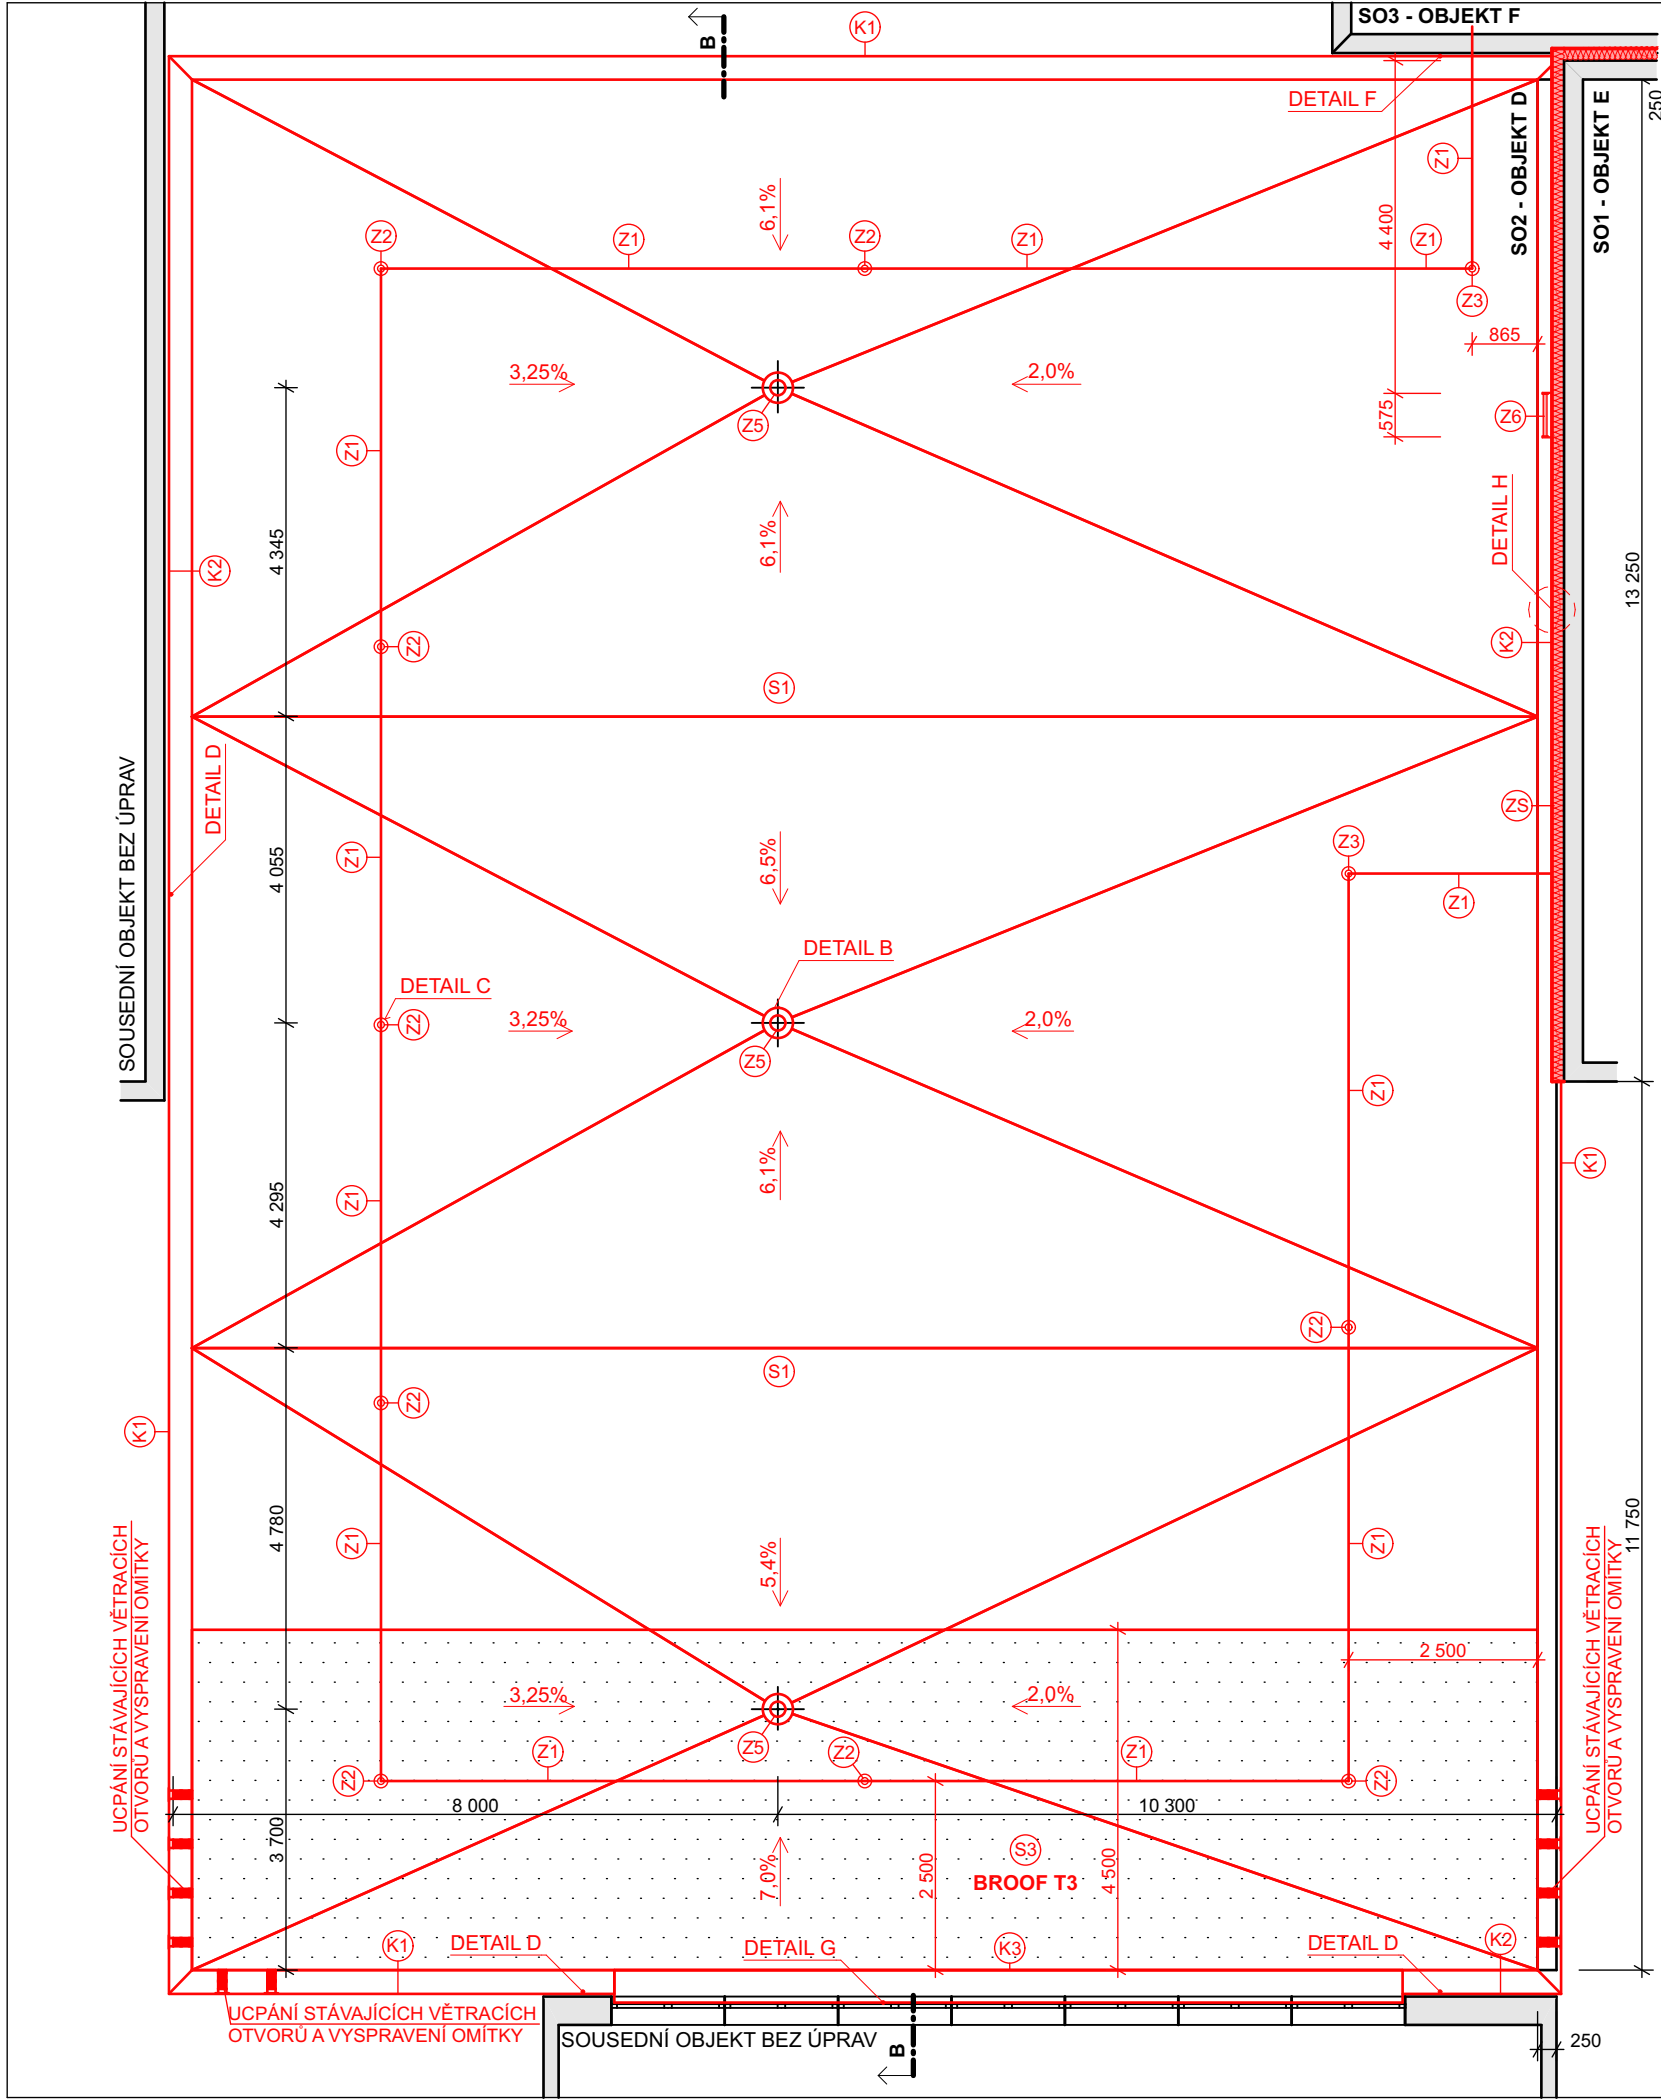 SO3 - OBJEKT F
K1
B
DETAIL F
SO2 - OBJEKT D
SO1 - OBJEKT E
250
Z1
6,1%
4 400
Z2
Z1
Z2
Z1
Z1
Z3
865
3,25%
2,0%
575
Z6
Z5
Z1
DETAIL H
6,1%
4 345
K2
13 250
Z2
K2
S1
SOUSEDNÍ OBJEKT BEZ ÚPRAV
DETAIL D
ZS
Z1
4 055
6,5%
Z3
Z1
DETAIL B
DETAIL C
3,25%
Z2
2,0%
Z5
Z1
6,1%
K1
Z1
4 295
Z2
S1
Z2
K1
4 780
Z1
Z1
5,4%
11 750
UCPÁNÍ STÁVAJÍCÍCH VĚTRACÍCH
OTVORŮ A VYSPRAVENÍ OMÍTKY
UCPÁNÍ STÁVAJÍCÍCH VĚTRACÍCH
OTVORŮ A VYSPRAVENÍ OMÍTKY
2 500
3,25%
2,0%
Z5
Z1
Z2
Z1
Z2
Z2
8 000
10 300
3 700
7,0%
2 500
S3
BROOF T3
4 500
K1
DETAIL D
DETAIL G
K3
DETAIL D
K2
UCPÁNÍ STÁVAJÍCÍCH VĚTRACÍCH
OTVORŮ A VYSPRAVENÍ OMÍTKY
SOUSEDNÍ OBJEKT BEZ ÚPRAV
B
250